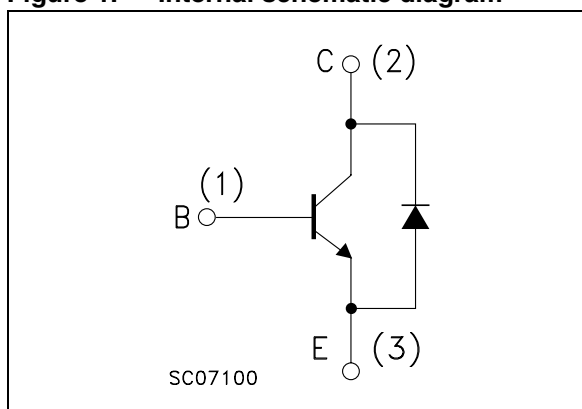 Figure 1. Internal schematic diagram
C (2)
(1)
B
E (3)
SC07100